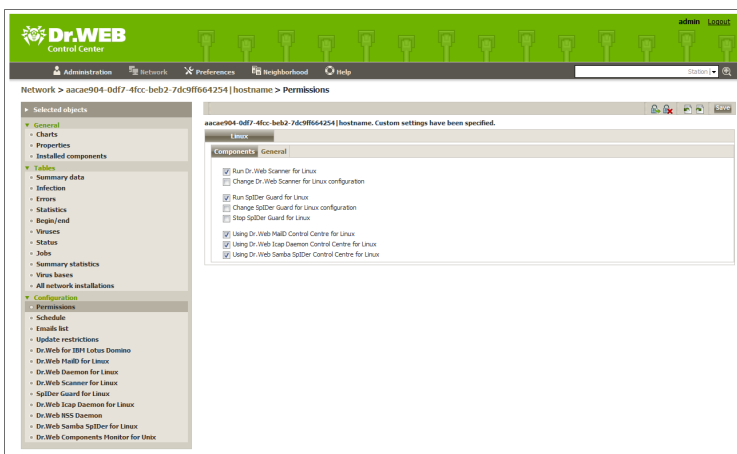 admin Logout
Dr.WEB
Control Center
Administration Network Preferences Neighborhood Help Station
Network > aacae904-0df7-4fcc-beb2-7dc9ff664254|hostname > Permissions
Selected objects
Save
aacae904-0df7-4fcc-beb2-7dc9ff664254|hostname. Custom settings have been specified.
General
Charts
Properties
Installed components
Tables
Summary data
Infection
Errors
Statistics
Begin/end
Viruses
Status
Jobs
Summary statistics
Virus bases
All network installations
Configuration
Permissions
Schedule
Emails list
Update restrictions
Dr.Web for IBM Lotus Domino
Dr.Web MailD for Linux
Dr.Web Daemon for Linux
Dr.Web Scanner for Linux
SpIDer Guard for Linux
Dr.Web Icap Daemon for Linux
Dr.Web NSS Daemon
Dr.Web Samba SpIDer for Linux
Dr.Web Components Monitor for Unix
Linux
Components General
Run Dr.Web Scanner for Linux
Change Dr.Web Scanner for Linux configuration
Run SpIDer Guard for Linux
Change SpIDer Guard for Linux configuration
Stop SpIDer Guard for Linux
Using Dr.Web MailD Control Centre for Linux
Using Dr.Web Icap Daemon Control Centre for Linux
Using Dr.Web Samba SpIDer Control Centre for Linux